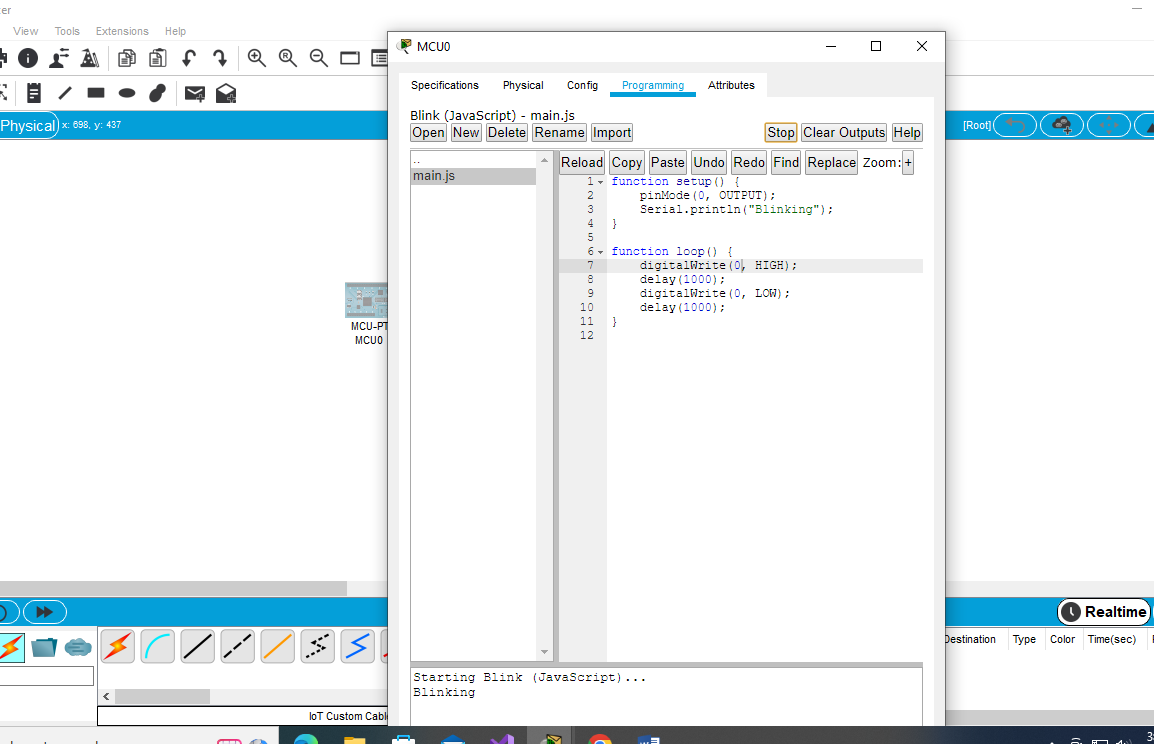 ter
View Tools Extensions Help
MCU0
Specifications Physical Config Programming Attributes
Physical x: 698, y: 437
[Root]
Blink (JavaScript) - main.js
Open New Delete Rename Import Stop Clear Outputs Help
..
main.js
Reload Copy Paste Undo Redo Find Replace Zoom: +
1 function setup() {
2 pinMode(0, OUTPUT);
3 Serial.println("Blinking");
4 }
5
6 function loop() {
7 digitalWrite(0, HIGH);
8 delay(1000);
9 digitalWrite(0, LOW);
10 delay(1000);
11 }
12
MCU-PT
MCU0
Realtime
Destination Type Color Time(sec)
Starting Blink (JavaScript)...
Blinking
IoT Custom Cabl